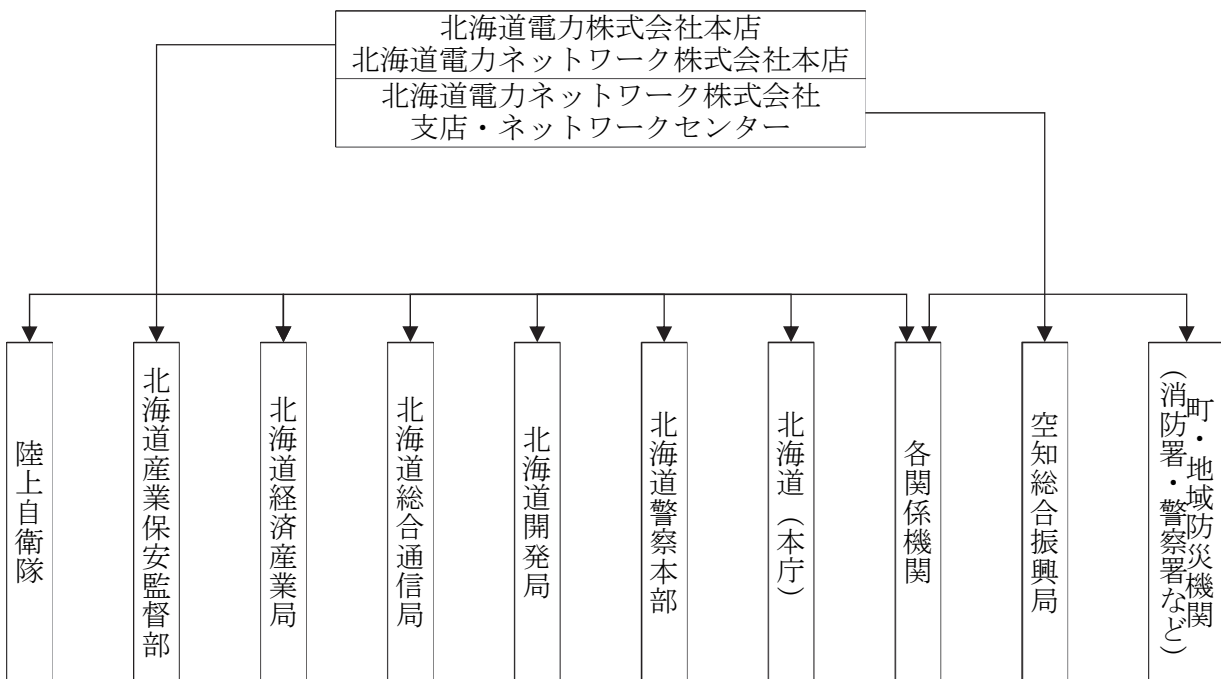 北海道電力株式会社本店
北海道電力ネットワーク株式会社本店
北海道電力ネットワーク株式会社
支店・ネットワークセンター
陸上自衛隊
北海道産業保安監督部
北海道経済産業局
北海道総合通信局
北海道開発局
北海道警察本部
北海道（本庁）
各関係機関
空知総合振興局
町・地域防災機関
（消防署・警察署など）